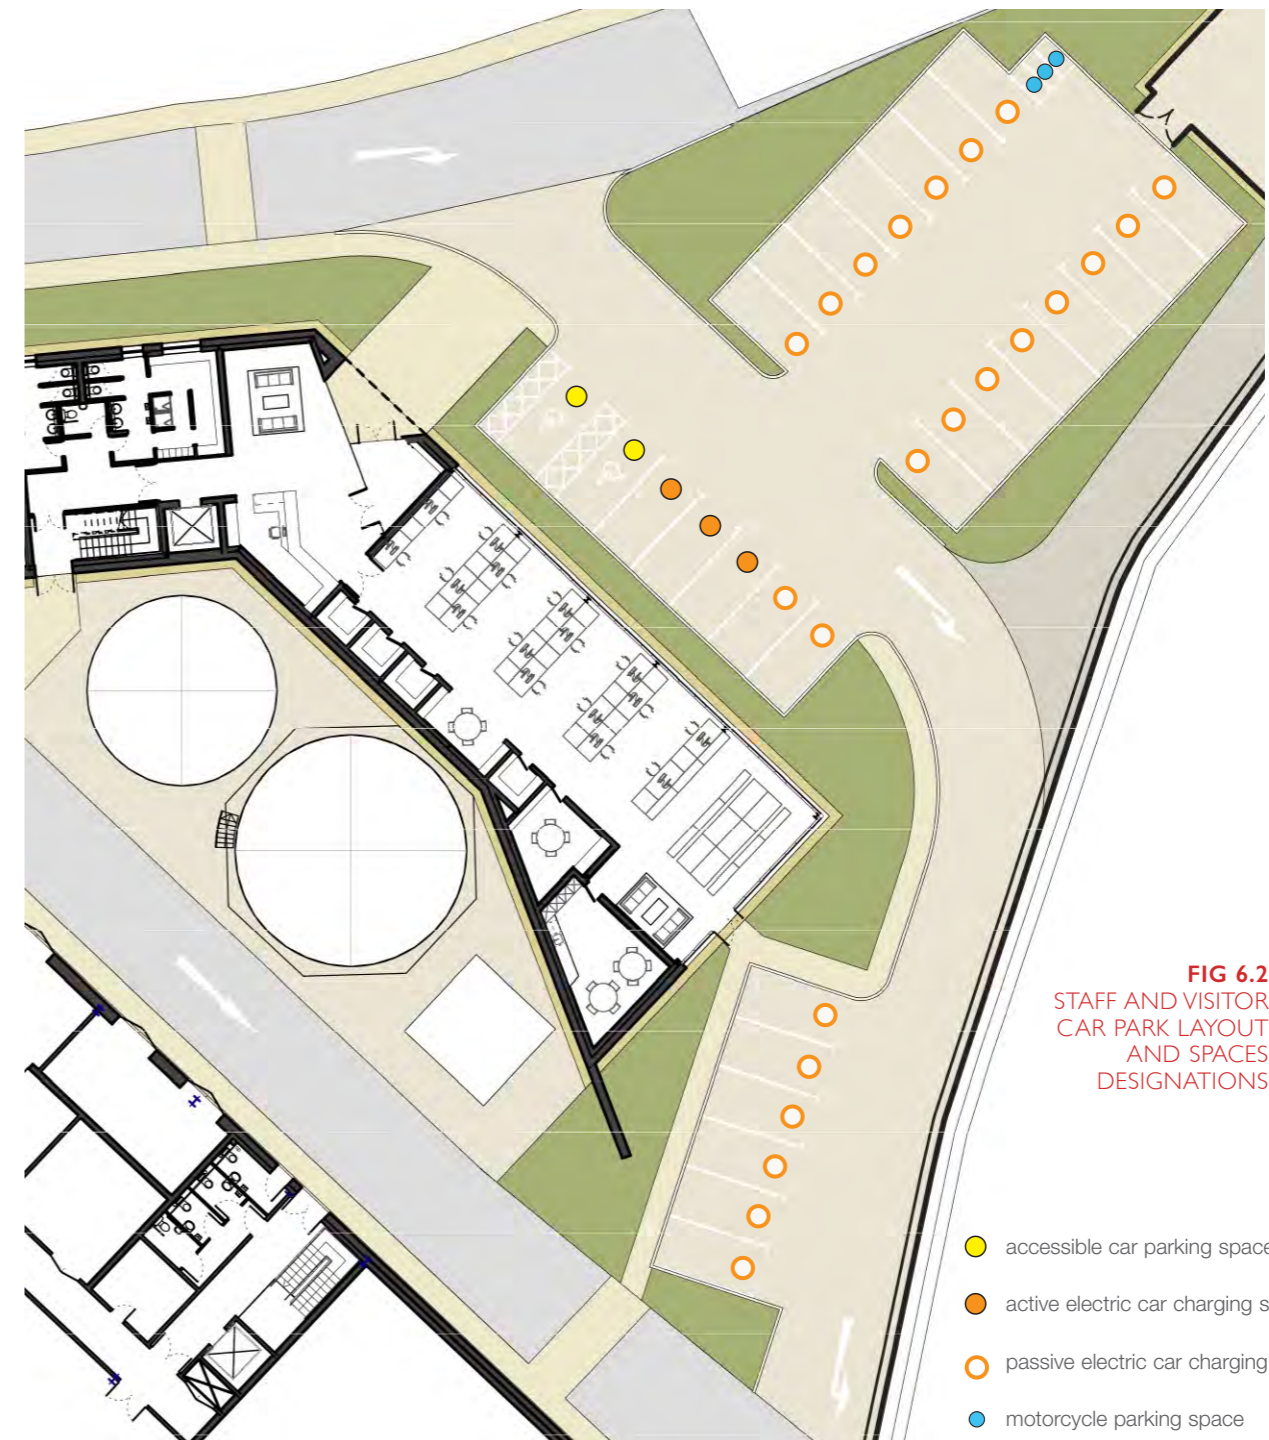 FIG 6.2
STAFF AND VISITOR
CAR PARK LAYOUT
AND SPACES
DESIGNATIONS
accessible car parking space
active electric car charging s
passive electric car charging
motorcycle parking space